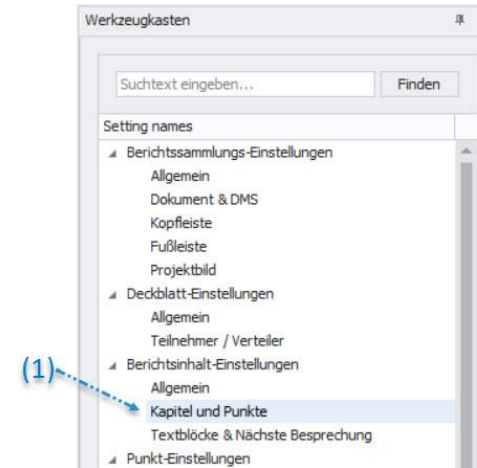 Werkzeugkasten
Suchtext eingeben...
Finden
Setting names
Berichtssammlungs-Einstellungen
Allgemein
Dokument & DMS
Kopfleiste
Fußleiste
Projektbild
Deckblatt-Einstellungen
Allgemein
Teilnehmer / Verteiler
Berichtsinhalt-Einstellungen
(1)
Allgemein
Kapitel und Punkte
Textblöcke & Nächste Besprechung
Punkt-Einstellungen